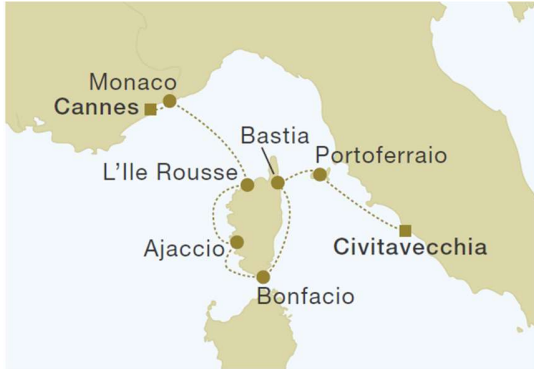 Monaco
Cannes
Bastia
Portoferraio
L'Ile Rousse
Ajaccio
Civitavecchia
Bonfacio